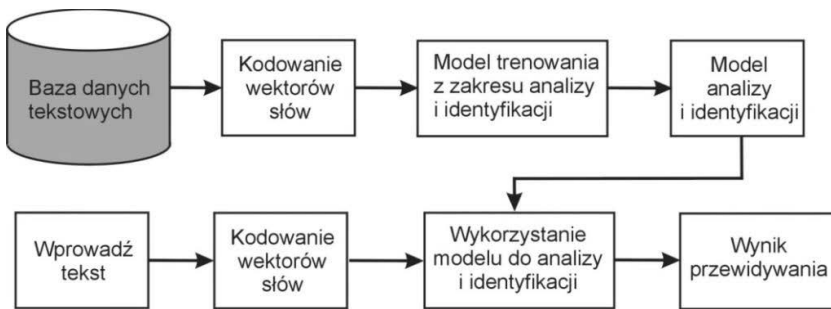 Baza danych
tekstowych
Kodowanie
wektorów
słów
Model trenowania
z zakresu analizy
i identyfikacji
Model
analizy
i identyfikacji
Wprowadź
tekst
Kodowanie
wektorów
słów
Wykorzystanie
modelu do analizy
i identyfikacji
Wynik
przewidywania